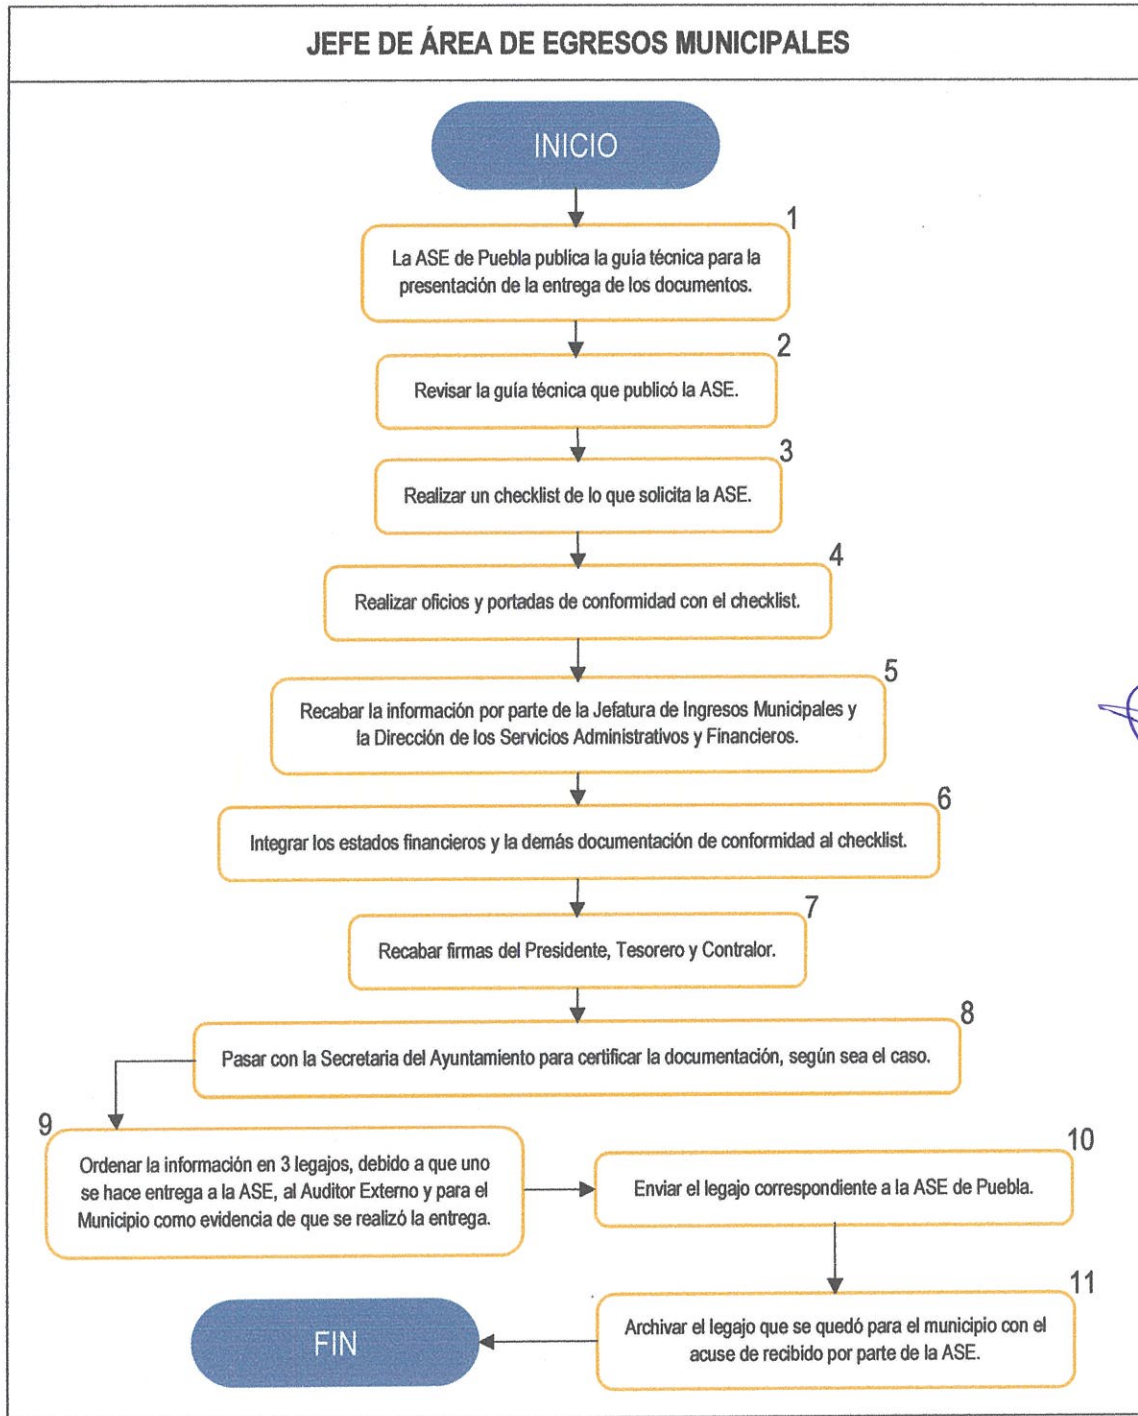 JEFE DE ÁREA DE EGRESOS MUNICIPALES
INICIO
1
La ASE de Puebla publica la guía técnica para la
presentación de la entrega de los documentos.
2
Revisar la guía técnica que publicó la ASE.
3
Realizar un checklist de lo que solicita la ASE.
4
Realizar oficios y portadas de conformidad con el checklist.
5
Recabar la información por parte de la Jefatura de Ingresos Municipales y
la Dirección de los Servicios Administrativos y Financieros.
6
Integrar los estados financieros y la demás documentación de conformidad al checklist.
7
Recabar firmas del Presidente, Tesorero y Contralor.
8
Pasar con la Secretaria del Ayuntamiento para certificar la documentación, según sea el caso.
9
Ordenar la información en 3 legajos, debido a que uno
se hace entrega a la ASE, al Auditor Externo y para el
Municipio como evidencia de que se realizó la entrega.
10
Enviar el legajo correspondiente a la ASE de Puebla.
11
Archivar el legajo que se quedó para el municipio con el
acuse de recibido por parte de la ASE.
FIN